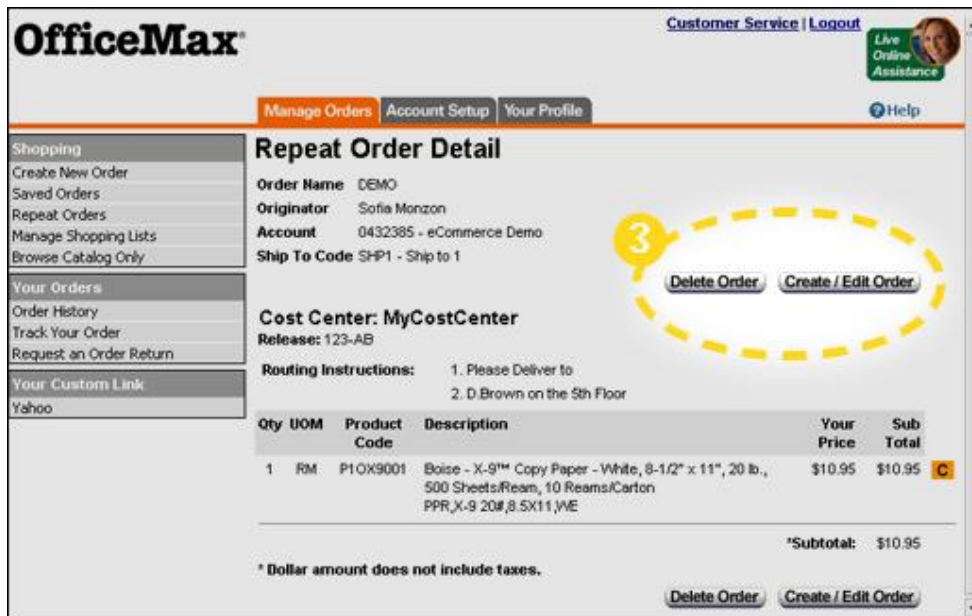 OfficeMax
Customer Service | Logout
Live
Online
Assistance
Manage Orders Account Setup Your Profile
Help
Shopping
Create New Order
Saved Orders
Repeat Orders
Manage Shopping Lists
Browse Catalog Only
Your Orders
Order History
Track Your Order
Request an Order Return
Your Custom Link
Yahoo
Repeat Order Detail
Order Name DEMO
Originator Sofia Monzon
Account 0432385 - eCommerce Demo
Ship To Code SHP1 - Ship to 1
3
Delete Order Create / Edit Order
Cost Center: MyCostCenter
Release: 123-AB
Routing Instructions: 1. Please Deliver to
2. D.Brown on the 5th Floor
Qty UOM Product Description Your Sub
Code Price Total
1 RM P1OX9001 Boise - X-9™ Copy Paper - White, 8-1/2" x 11", 20 lb., $10.95 $10.95 C
500 Sheets/Ream, 10 Reams/Carton
PPR,X-9 20#,8.5X11,WE
*Subtotal: $10.95
* Dollar amount does not include taxes.
Delete Order Create / Edit Order